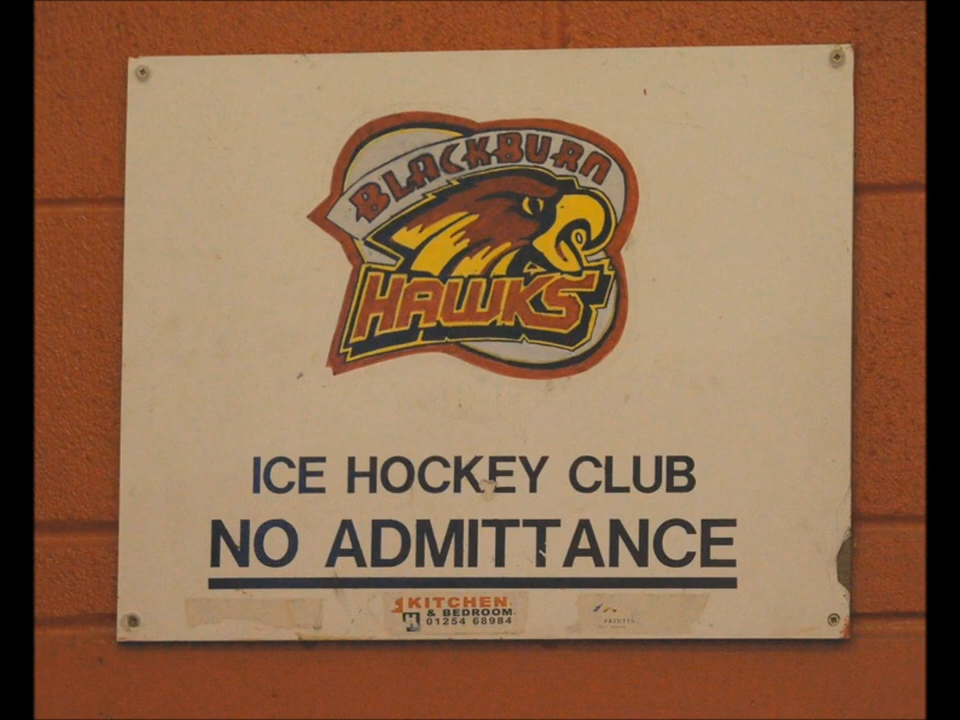 BLACKBURN
HAWKS
ICE HOCKEY CLUB
NO ADMITTANCE
KITCHEN
& BEDROOM
01254 68984